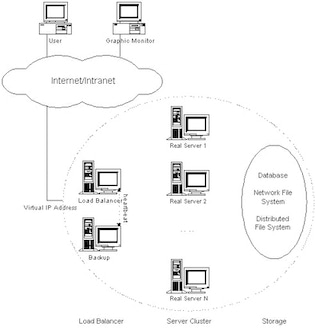 User
Graphic Monitor
Internet/Intranet
Real Server 1
Load Balancer
Real Server 2
Virtual IP Address
heartbeat
Backup
....
Real Server N
Database
Network File
System
Distributed
File System
Load Balancer
Server Cluster
Storage